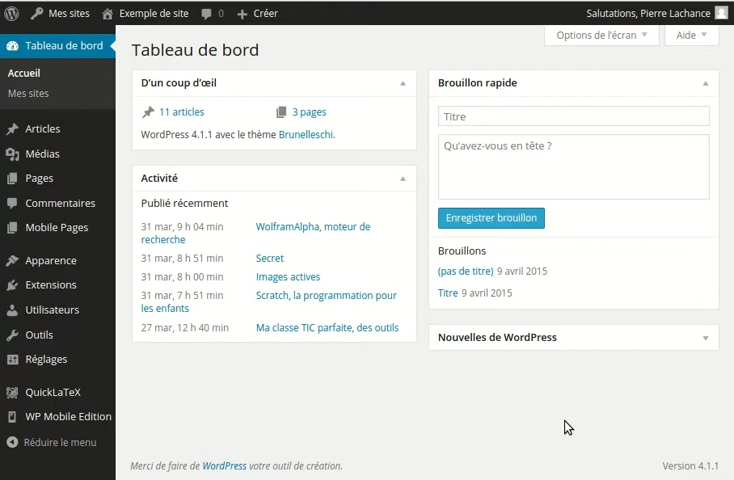 Mes sites Exemple de site 0 Créer Salutations, Pierre Lachance
Tableau de bord
Accueil
Mes sites
Articles
Médias
Pages
Commentaires
Mobile Pages
Apparence
Extensions
Utilisateurs
Outils
Réglages
QuickLaTeX
WP Mobile Edition
Réduire le menu
Options de l'écran Aide
Tableau de bord
D'un coup d'œil
11 articles 3 pages
WordPress 4.1.1 avec le thème Brunelleschi.
Activité
Publié récemment
31 mar, 9 h 04 min WolframAlpha, moteur de
recherche
31 mar, 8 h 51 min Secret
31 mar, 8 h 00 min Images actives
31 mar, 7 h 51 min Scratch, la programmation pour
les enfants
27 mar, 12 h 40 min Ma classe TIC parfaite, des outils
Brouillon rapide
Titre
Qu'avez-vous en tête ?
Enregistrer brouillon
Brouillons
(pas de titre) 9 avril 2015
Titre 9 avril 2015
Nouvelles de WordPress
Merci de faire de WordPress votre outil de création. Version 4.1.1